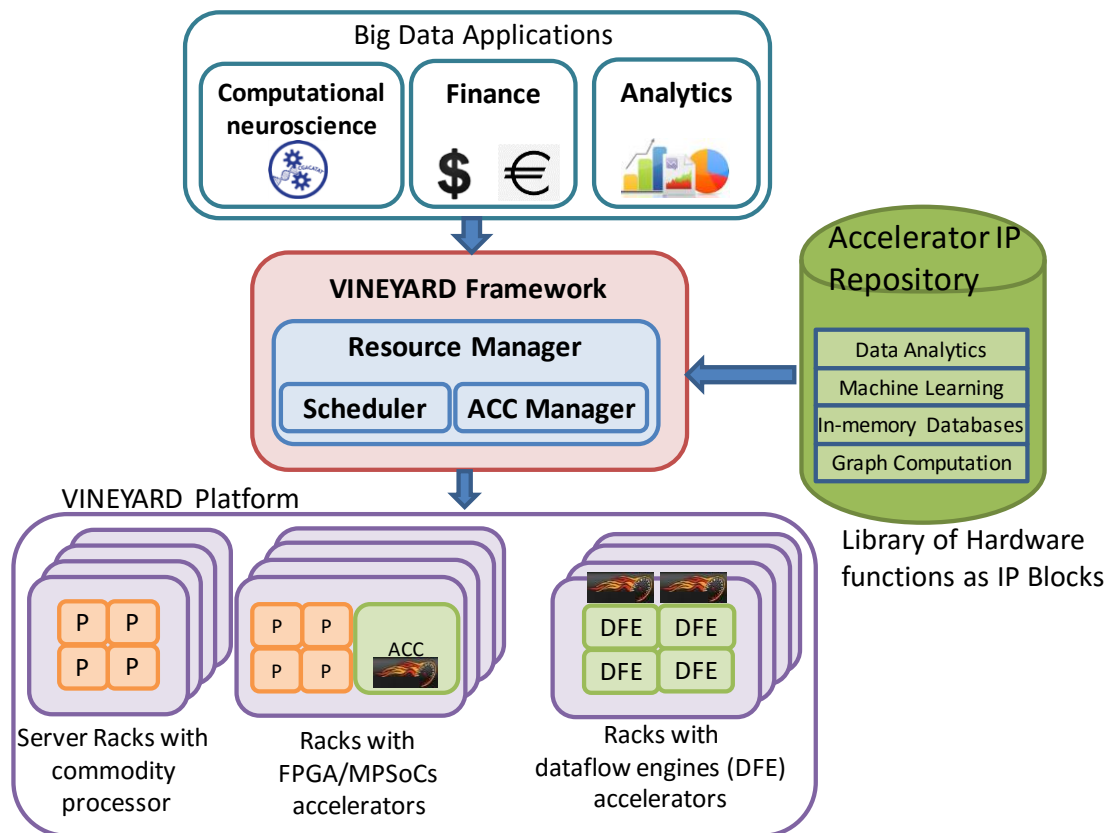 Big Data Applications
Computational
neuroscience
Finance
Analytics
$ €
VINEYARD Framework
Resource Manager
Scheduler
ACC Manager
Accelerator IP
Repository
Data Analytics
Machine Learning
In-memory Databases
Graph Computation
Library of Hardware
functions as IP Blocks
VINEYARD Platform
P P
P P
Server Racks with
commodity
processor
P P
P P
ACC
Racks with
FPGA/MPSoCs
accelerators
DFE DFE
DFE DFE
Racks with
dataflow engines (DFE)
accelerators